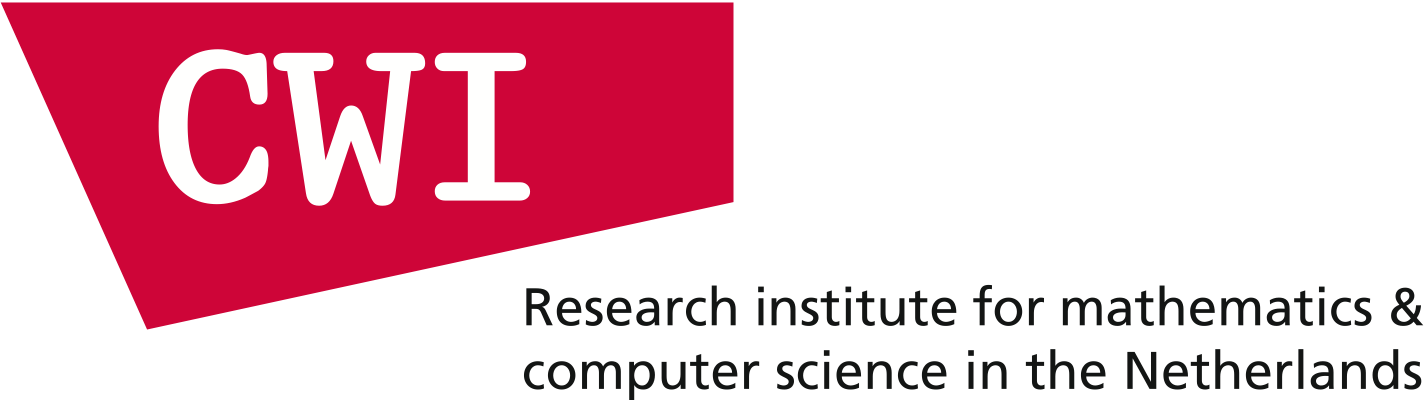 CWI
Research institute for mathematics &
computer science in the Netherlands